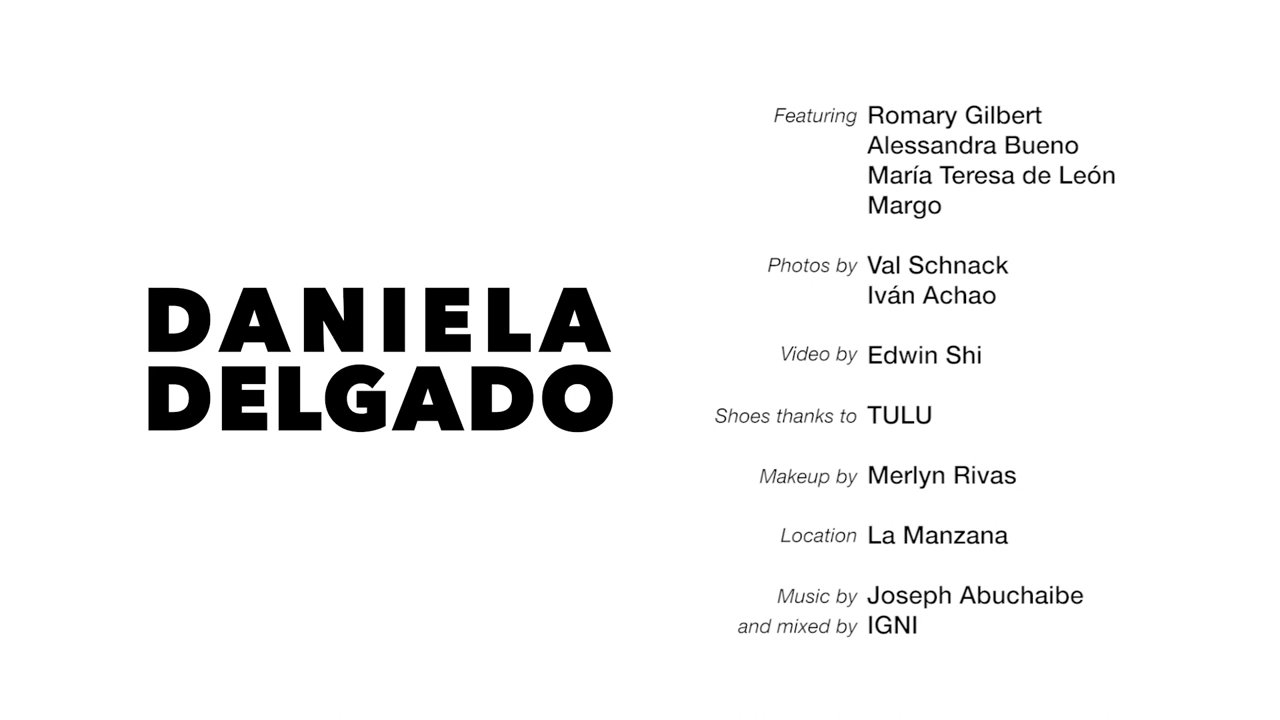 DANIELA
DELGADO
Featuring Romary Gilbert
Alessandra Bueno
María Teresa de León
Margo
Photos by Val Schnack
Iván Achao
Video by Edwin Shi
Shoes thanks to TULU
Makeup by Merlyn Rivas
Location La Manzana
Music by Joseph Abuchaibe
and mixed by IGNI